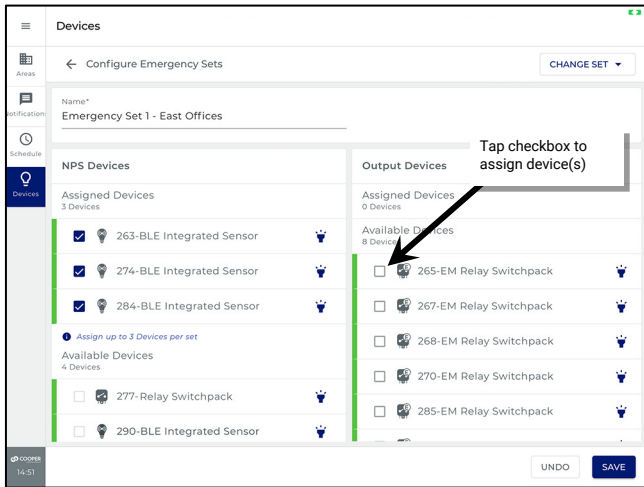 Devices
Areas
Notification
Schedule
Devices
Configure Emergency Sets
CHANGE SET
Name*
Emergency Set 1 - East Offices
Tap checkbox to
assign device(s)
NPS Devices
Assigned Devices
3 Devices
263-BLE Integrated Sensor
274-BLE Integrated Sensor
284-BLE Integrated Sensor
Assign up to 3 Devices per set
Available Devices
4 Devices
277-Relay Switchpack
290-BLE Integrated Sensor
Output Devices
Assigned Devices
0 Devices
Available Devices
8 Devices
265-EM Relay Switchpack
267-EM Relay Switchpack
268-EM Relay Switchpack
270-EM Relay Switchpack
285-EM Relay Switchpack
COOPER
14:51
UNDO
SAVE